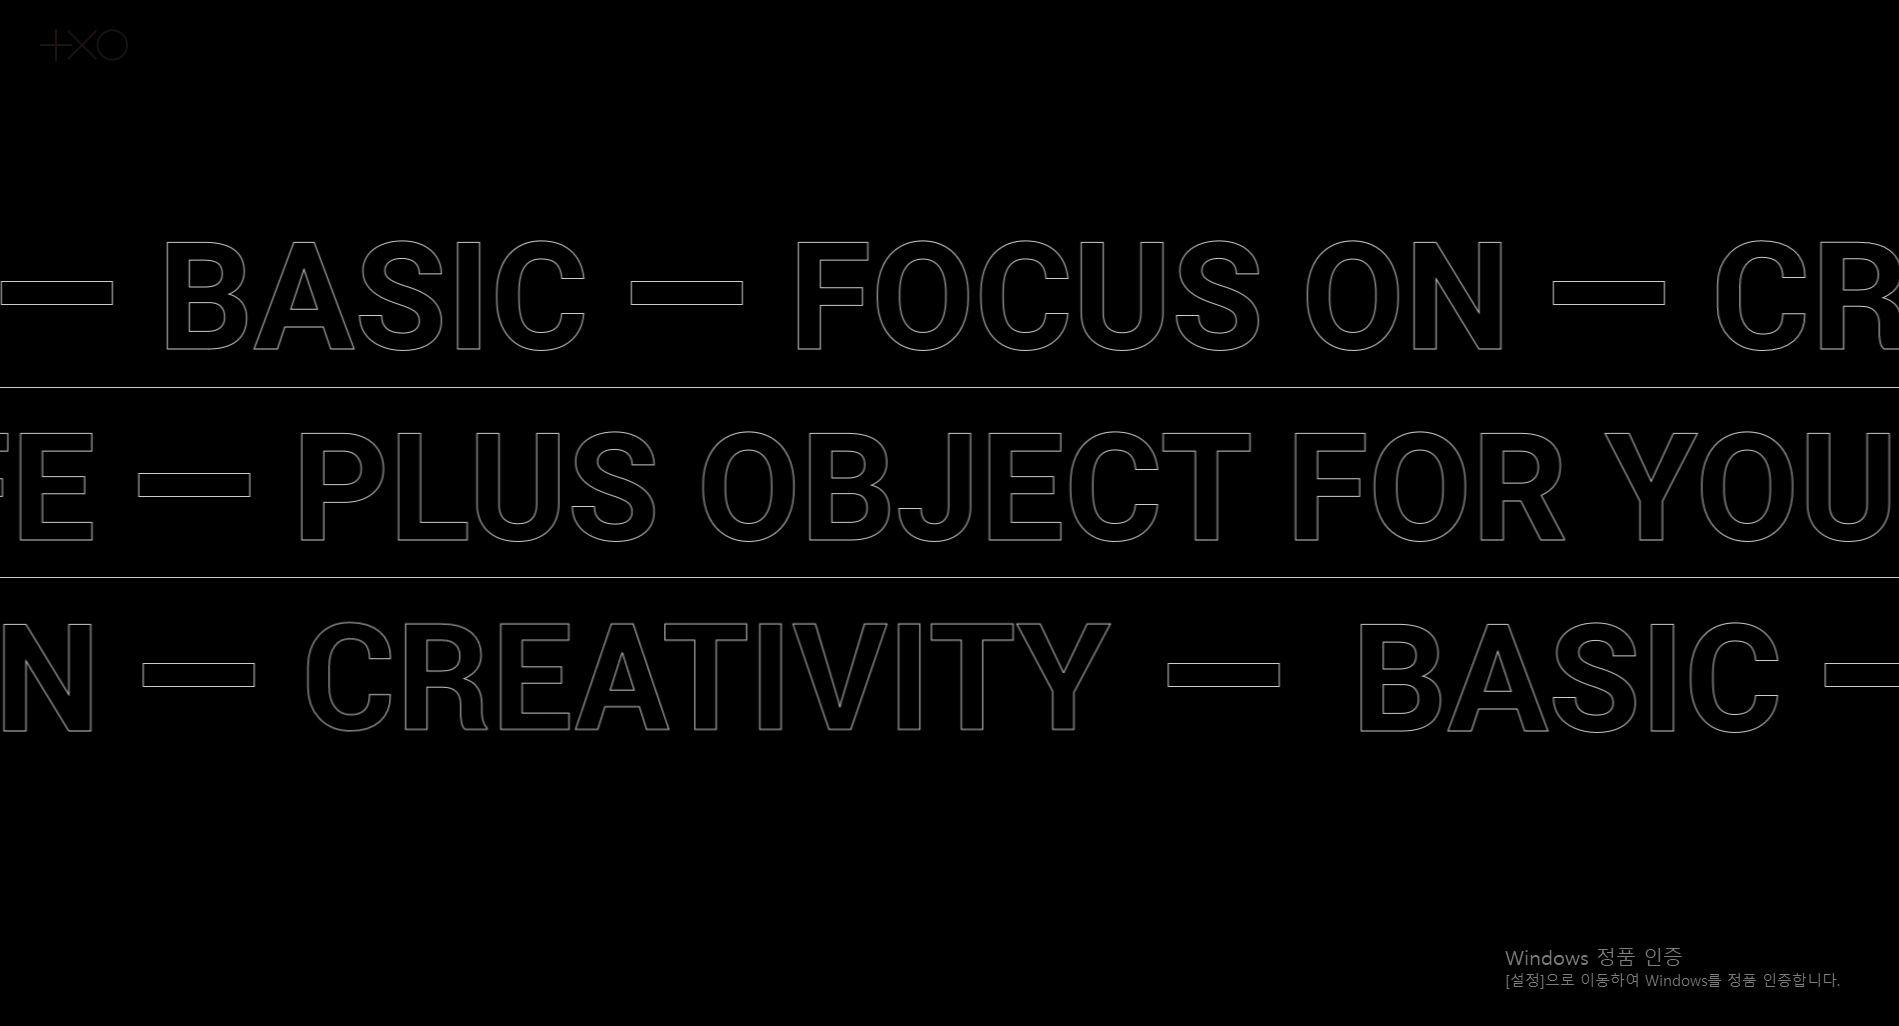 +XO
— BASIC — FOCUS ON — CR
FE — PLUS OBJECT FOR YOU
N — CREATIVITY — BASIC —
Windows 정품 인증
[설정]으로 이동하여 Windows를 정품 인증합니다.